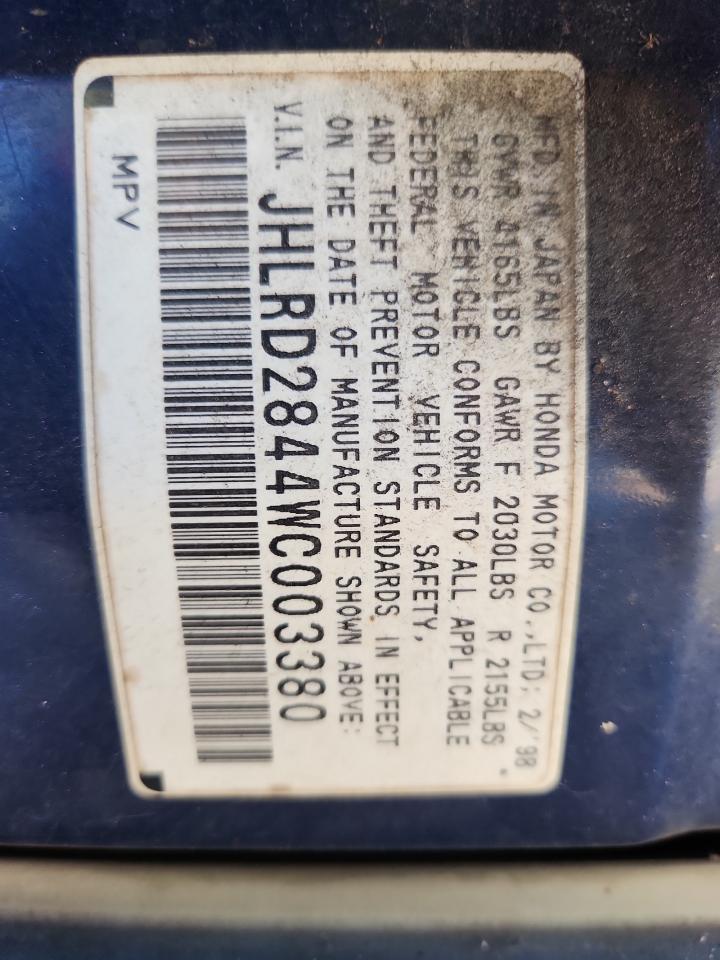 MFD. IN JAPAN BY HONDA MOTOR CO.,LTD; 2/'98
GVWR 4165LBS GAWR F 2030LBS R 2155LBS
THIS VEHICLE CONFORMS TO ALL APPLICABLE
FEDERAL MOTOR VEHICLE SAFETY,
AND THEFT PREVENTION STANDARDS IN EFFECT
ON THE DATE OF MANUFACTURE SHOWN ABOVE:
V.I.N. JHLRD2844WC003380
MPV